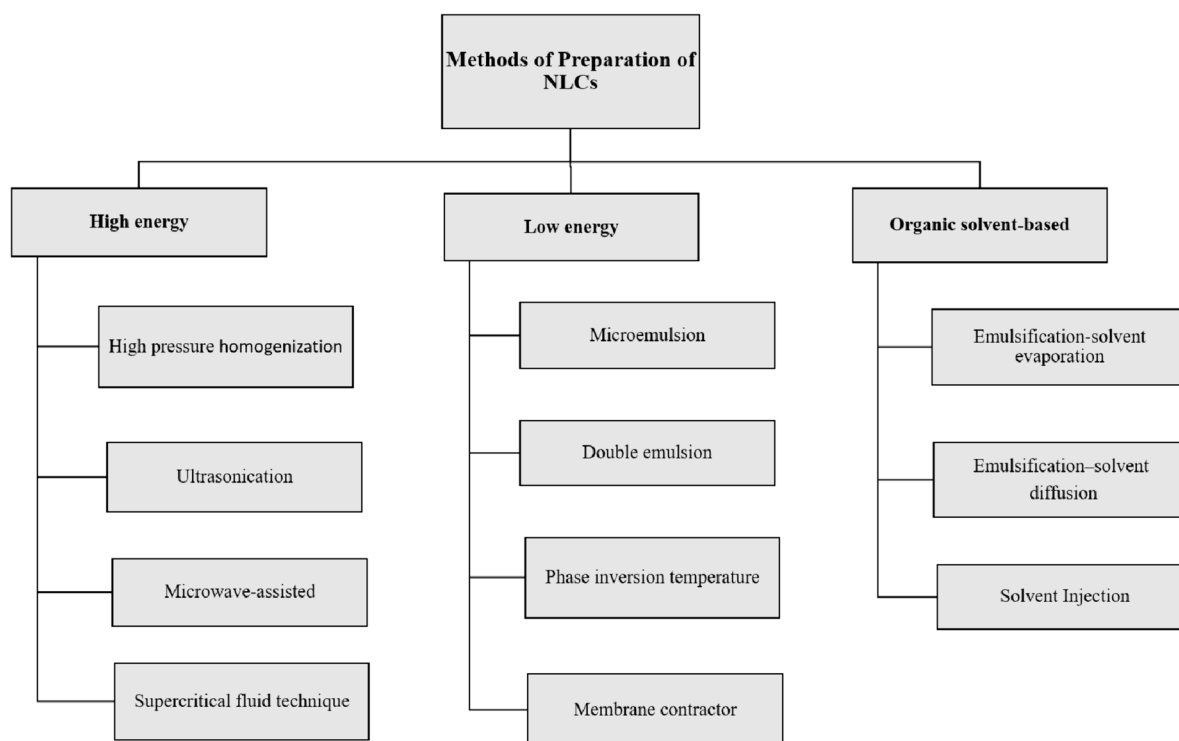 Methods of Preparation of
NLCs
High energy
High pressure homogenization
Ultrasonication
Microwave-assisted
Supercritical fluid technique
Low energy
Microemulsion
Double emulsion
Phase inversion temperature
Membrane contractor
Organic solvent-based
Emulsification-solvent
evaporation
Emulsification–solvent
diffusion
Solvent Injection